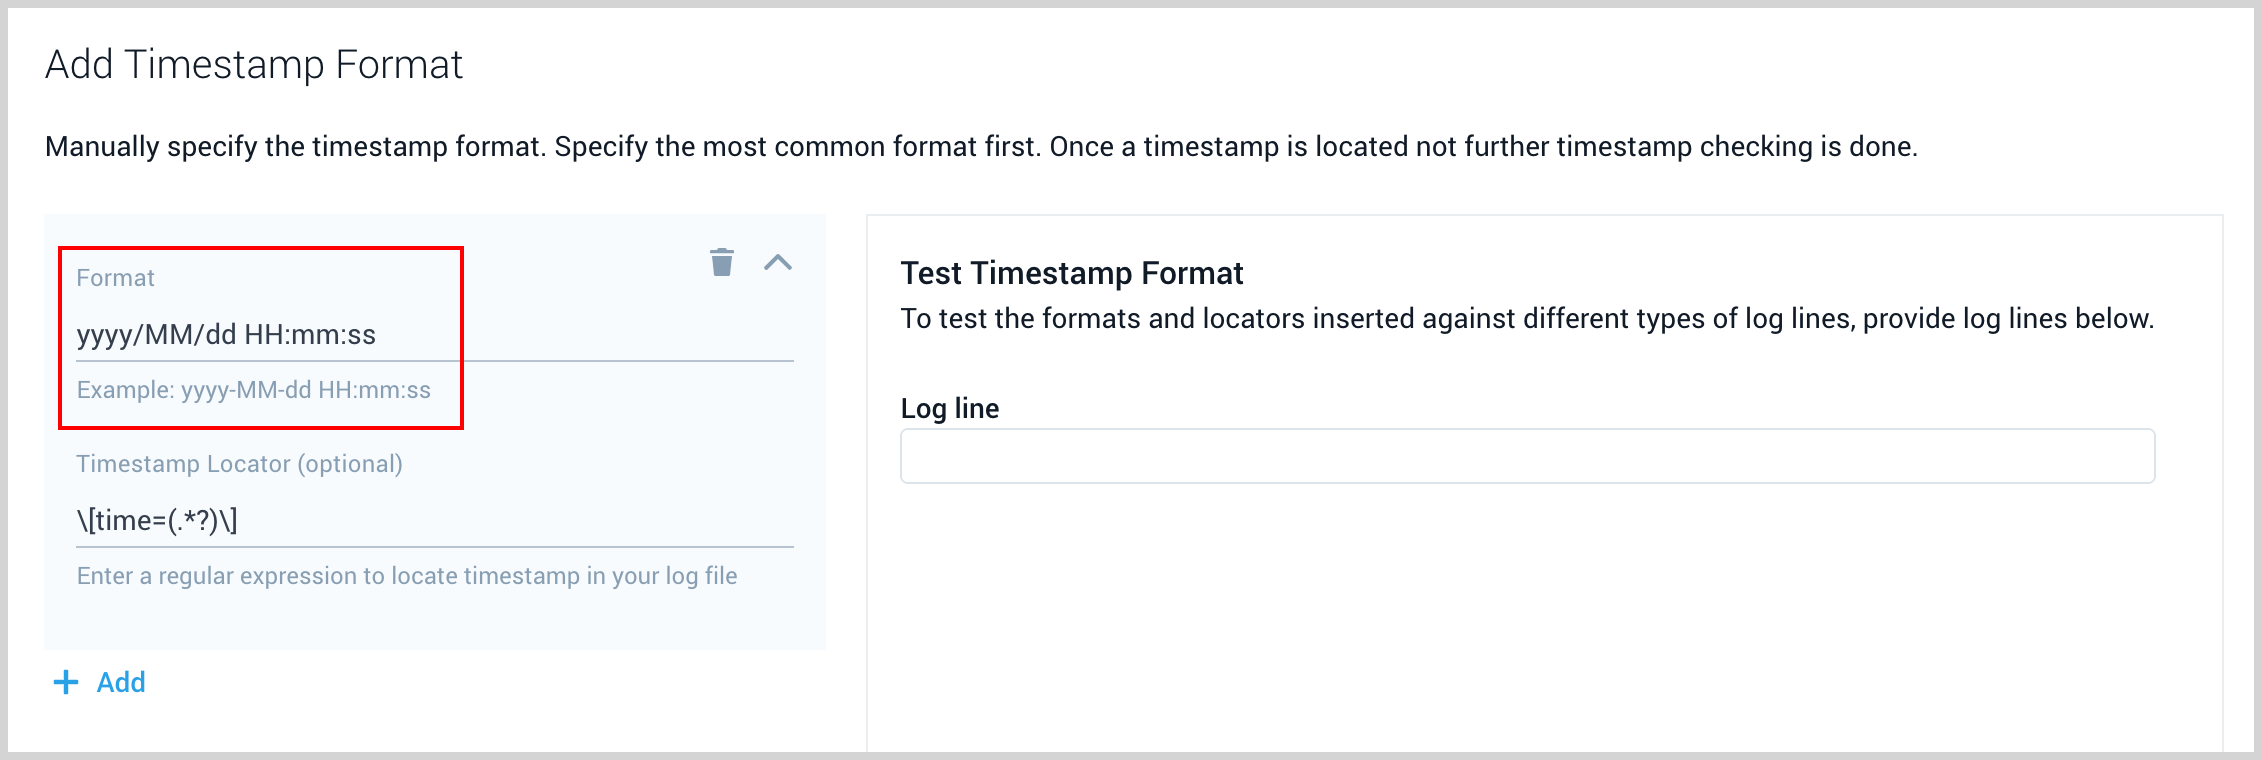 Add Timestamp Format
Manually specify the timestamp format. Specify the most common format first. Once a timestamp is located not further timestamp checking is done.
Format
yyyy/MM/dd HH:mm:ss
Example: yyyy-MM-dd HH:mm:ss
Timestamp Locator (optional)
\[time=(.*?)\]
Enter a regular expression to locate timestamp in your log file
+ Add
Test Timestamp Format
To test the formats and locators inserted against different types of log lines, provide log lines below.
Log line